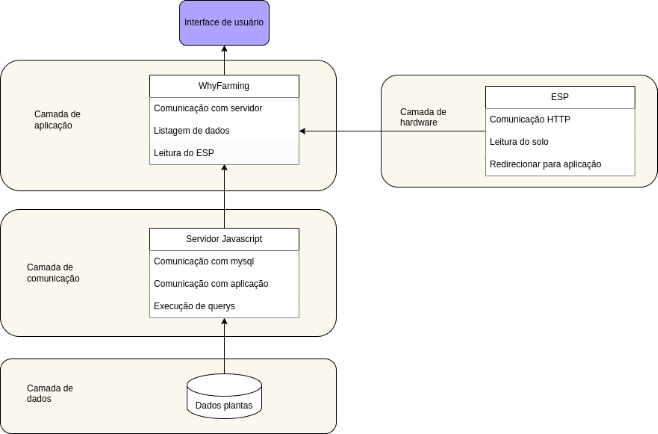 Interface de usuário
Camada de
aplicação
WhyFarming
Comunicação com servidor
Listagem de dados
Leitura do ESP
Camada de
hardware
ESP
Comunicação HTTP
Leitura do solo
Redirecionar para aplicação
Camada de
comunicação
Servidor Javascript
Comunicação com mysql
Comunicação com aplicação
Execução de querys
Camada de
dados
Dados plantas